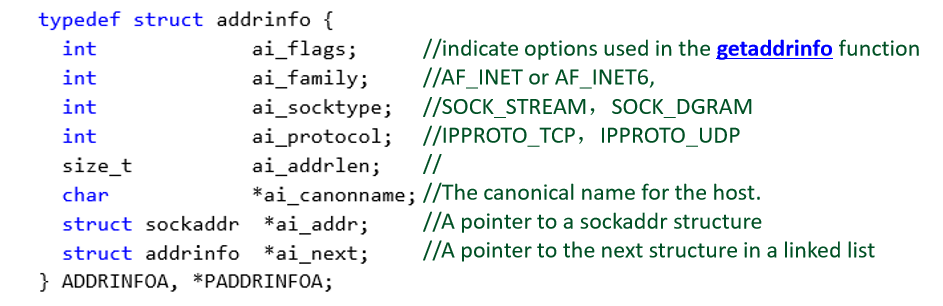 typedef struct addrinfo {
int ai_flags; //indicate options used in the getaddrinfo function
int ai_family; //AF_INET or AF_INET6,
int ai_socktype; //SOCK_STREAM，SOCK_DGRAM
int ai_protocol; //IPPROTO_TCP，IPPROTO_UDP
size_t ai_addrlen; //
char *ai_canonname; //The canonical name for the host.
struct sockaddr *ai_addr; //A pointer to a sockaddr structure
struct addrinfo *ai_next; //A pointer to the next structure in a linked list
} ADDRINFOA, *PADDRINFOA;